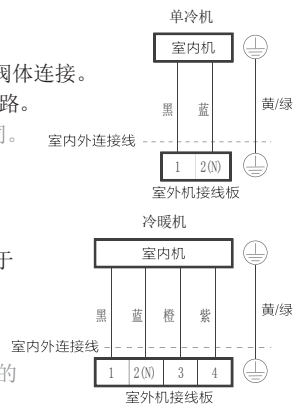 单冷机
室内机
阀体连接。
路。
黑 蓝 黄/绿
室内外连接线
1 2(N)
室外机接线板
冷暖机
室内机
于
黑 蓝 橙 紫 黄/绿
室内外连接线
的
1 2(N) 3 4
室外机接线板